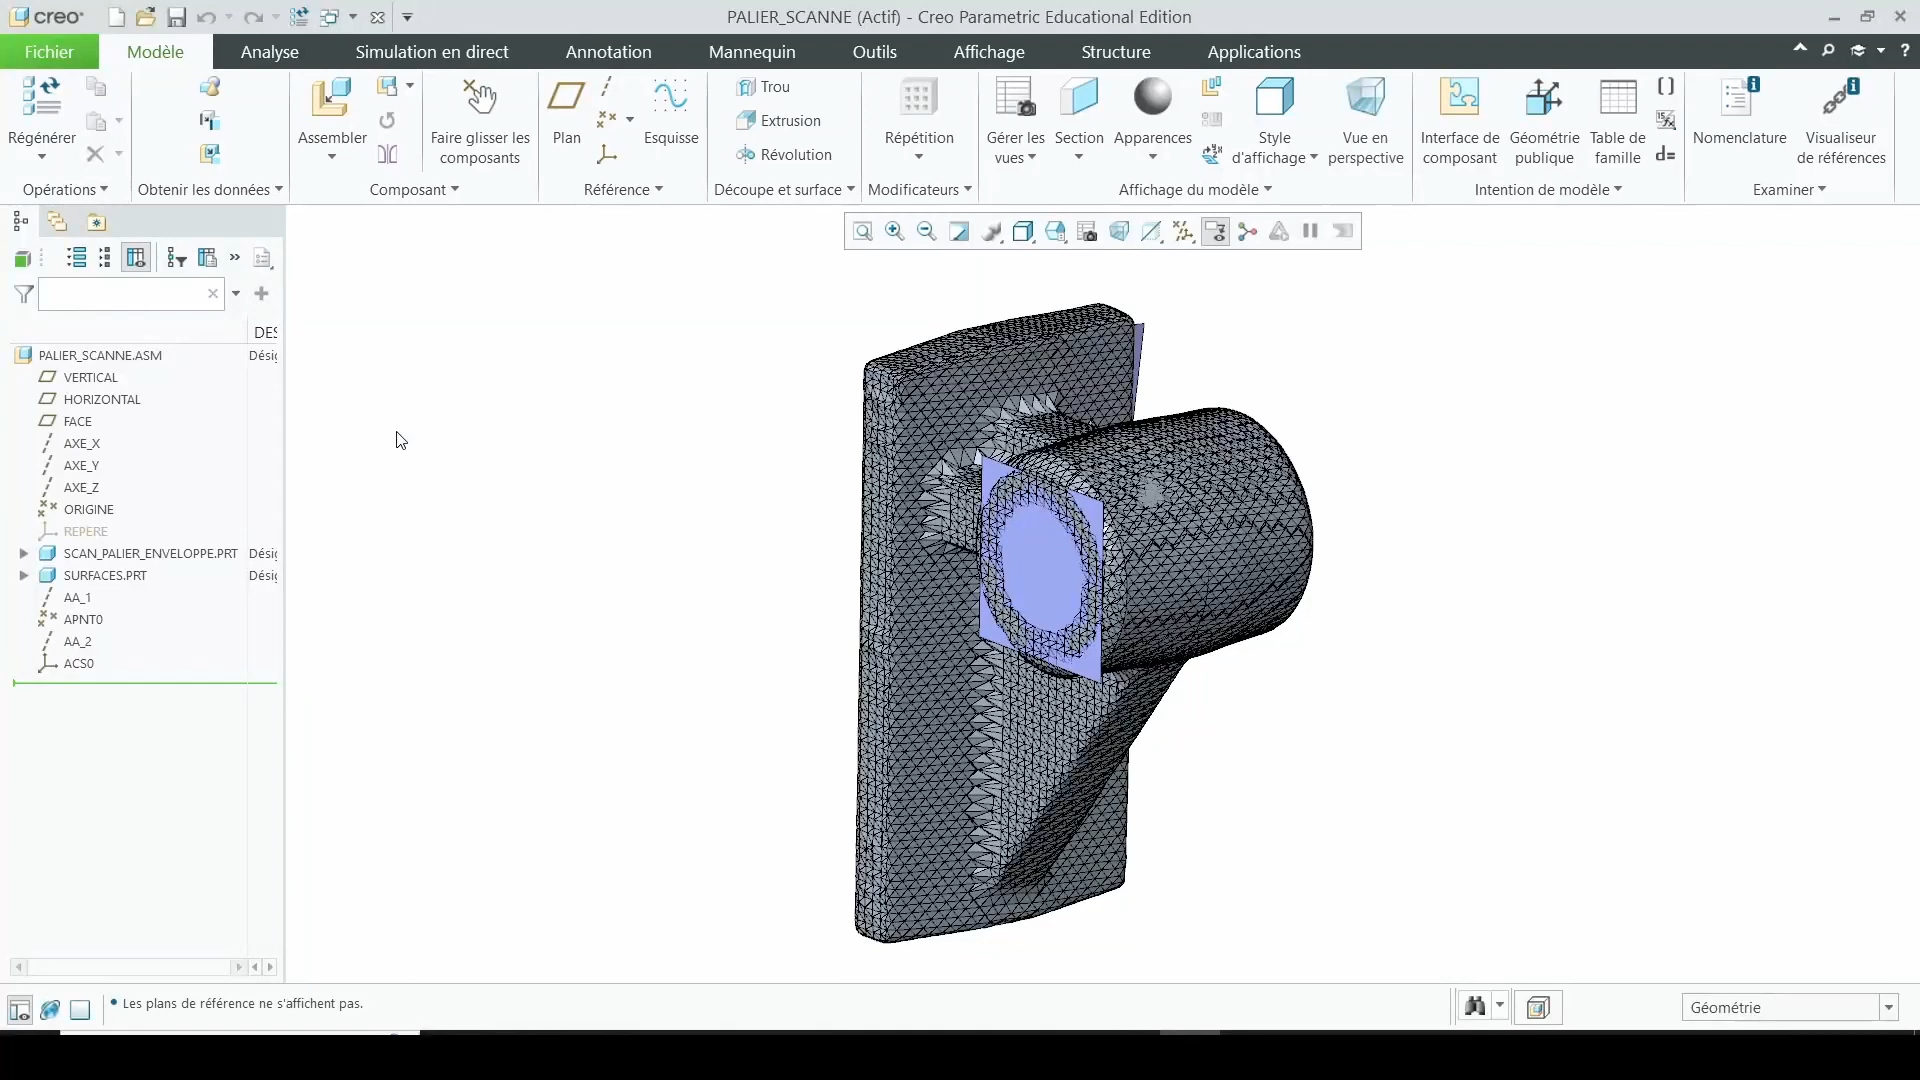 creo
PALIER_SCANNE (Actif) - Creo Parametric Educational Edition
Fichier
Modèle
Analyse
Simulation en direct
Annotation
Mannequin
Outils
Affichage
Structure
Applications
Régénérer
Opérations
Obtenir les données
Assembler
Faire glisser les
composants
Composant
Plan
Esquisse
Référence
Trou
Extrusion
Révolution
Découpe et surface
Répétition
Modificateurs
Gérer les
vues
Section
Apparences
Style
d'affichage
Vue en
perspective
Affichage du modèle
Interface de
composant
Géométrie
publique
Table de
famille
Intention de modèle
Nomenclature
Visualiseur
de références
Examiner
DES
PALIER_SCANNE.ASM Désig
VERTICAL
HORIZONTAL
FACE
AXE_X
AXE_Y
AXE_Z
ORIGINE
REPERE
SCAN_PALIER_ENVELOPPE.PRT Désig
SURFACES.PRT Désig
AA_1
APNT0
AA_2
ACS0
Les plans de référence ne s'affichent pas.
Géométrie